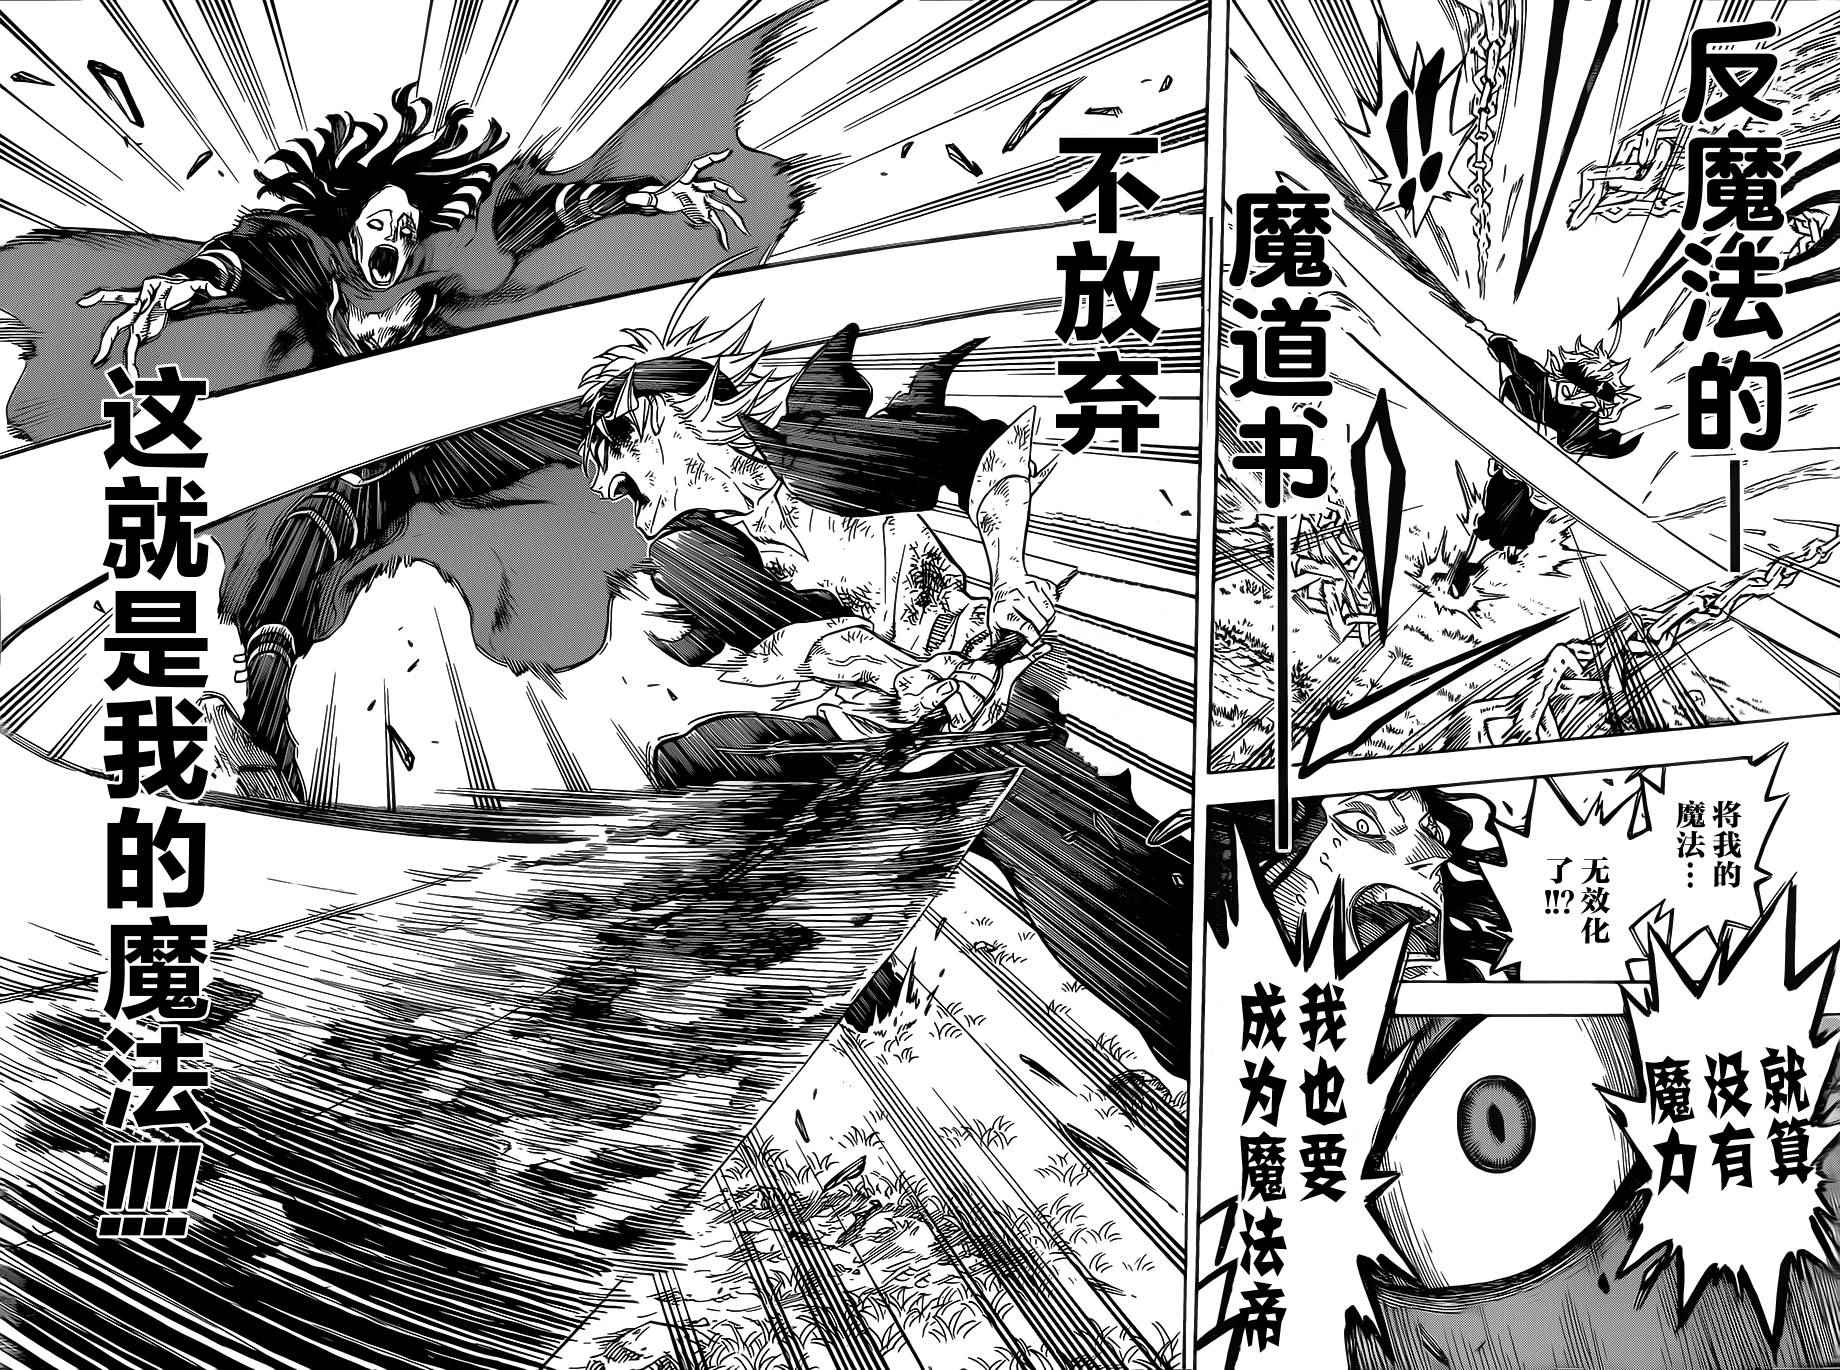 !!
反魔法的——
魔道书——
将我的
魔法…
无效化
了!!?
就算
没有
魔力
我也要
成为魔法帝
不放弃
这就是我的魔法!!!!